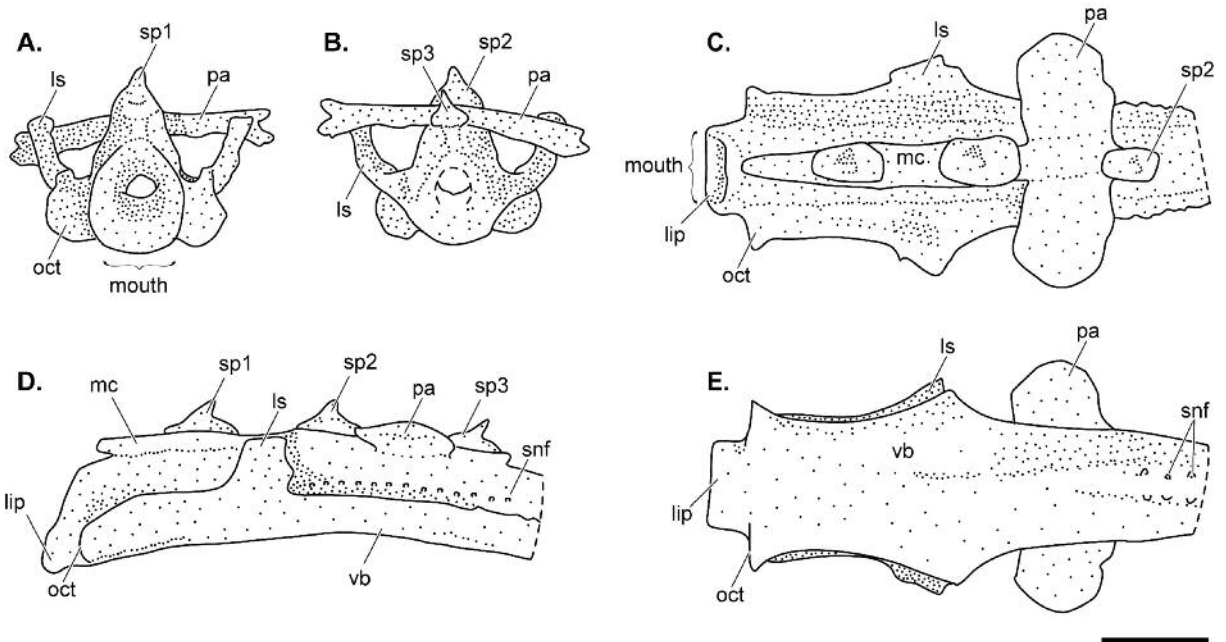 A.
sp1
ls
pa
oct
mouth
B.
sp3
sp2
pa
ls
C.
ls
pa
sp2
mouth
mc
lip
oct
D.
mc
sp1
ls
sp2
pa
sp3
snf
lip
oct
vb
E.
ls
pa
snf
vb
lip
oct